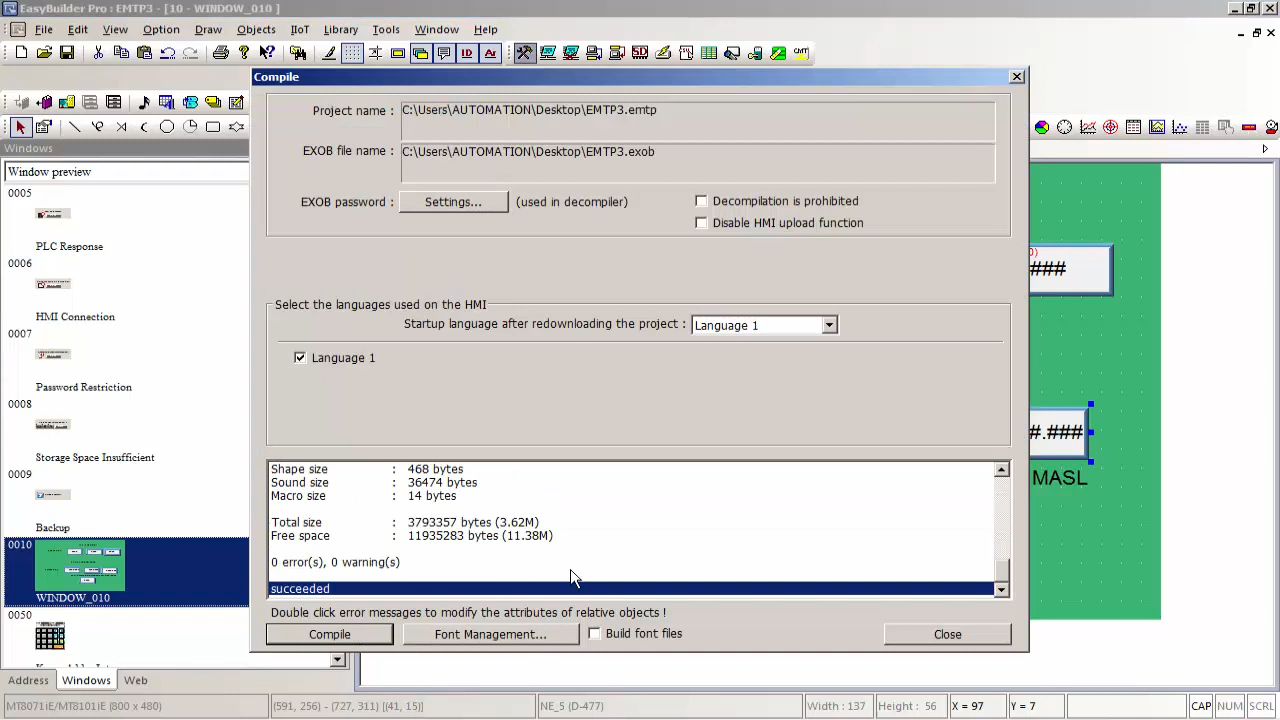 EasyBuilder Pro : EMTP3 - [10 - WINDOW_010 ]
File Edit View Option Draw Objects IIoT Library Tools Window Help
Compile
Windows
Window preview
0005
PLC Response
0006
HMI Connection
0007
Password Restriction
0008
Storage Space Insufficient
0009
Backup
0010
WINDOW_010
0050
Address Windows Web
Project name : C:\Users\AUTOMATION\Desktop\EMTP3.emtp
EXOB file name : C:\Users\AUTOMATION\Desktop\EMTP3.exob
EXOB password : Settings... (used in decompiler)
Decompilation is prohibited
Disable HMI upload function
Select the languages used on the HMI
Startup language after redownloading the project : Language 1
Language 1
Shape size : 468 bytes
Sound size : 36474 bytes
Macro size : 14 bytes
Total size : 3793357 bytes (3.62M)
Free space : 11935283 bytes (11.38M)
0 error(s), 0 warning(s)
succeeded
Double click error messages to modify the attributes of relative objects !
Compile Font Management... Build font files Close
###
#.###
MASL
MT8071iE/MT8101iE (800 x 480) (591, 256) - (727, 311) [(41, 15)] NE_5 (D-477) Width : 137 Height : 56 X = 97 Y = 7 CAP NUM SCRL